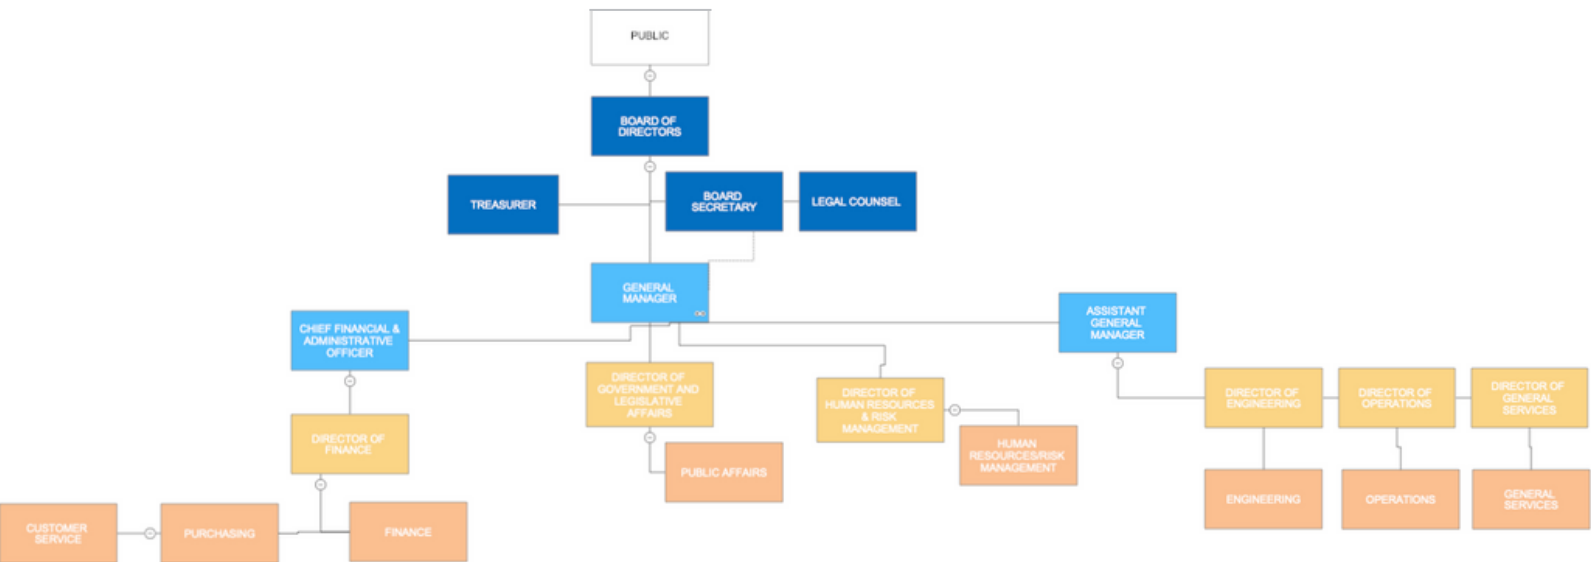 PUBLIC
BOARD OF
DIRECTORS
TREASURER
BOARD
SECRETARY
LEGAL COUNSEL
GENERAL
MANAGER
CHIEF FINANCIAL &
ADMINISTRATIVE
OFFICER
ASSISTANT
GENERAL
MANAGER
DIRECTOR OF
GOVERNMENT AND
LEGISLATIVE
AFFAIRS
DIRECTOR OF
HUMAN RESOURCES
& RISK
MANAGEMENT
DIRECTOR OF
ENGINEERING
DIRECTOR OF
OPERATIONS
DIRECTOR OF
GENERAL
SERVICES
DIRECTOR OF
FINANCE
PUBLIC AFFAIRS
HUMAN
RESOURCES/RISK
MANAGEMENT
ENGINEERING
OPERATIONS
GENERAL
SERVICES
CUSTOMER
SERVICE
PURCHASING
FINANCE